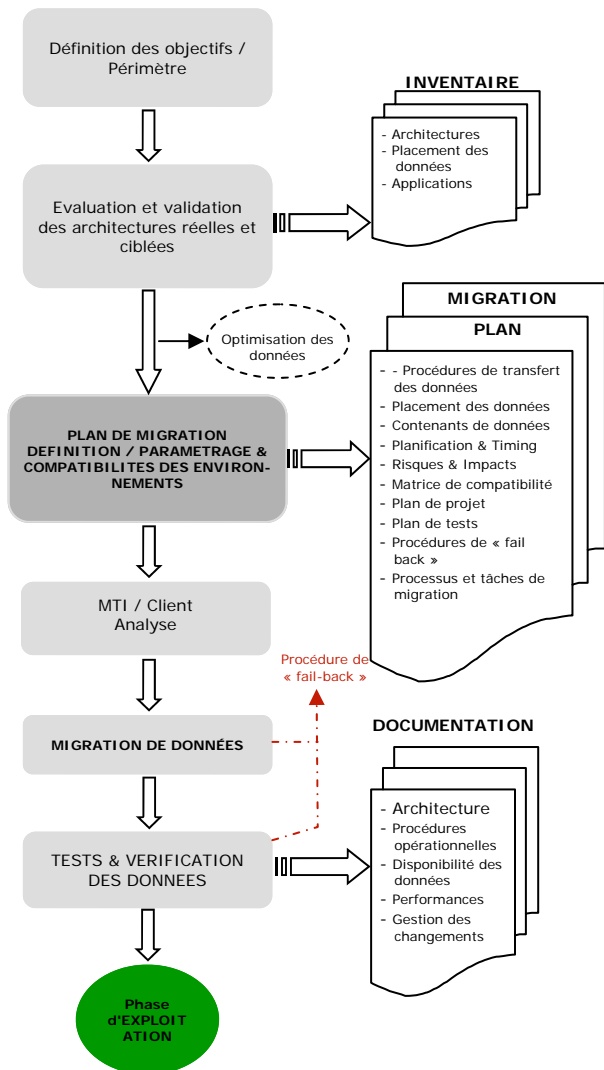 Définition des objectifs /
Périmètre
INVENTAIRE
- Architectures
- Placement des
données
- Applications
Evaluation et validation
des architectures réelles et
ciblées
Optimisation des
données
MIGRATION
PLAN
- - Procédures de transfert
des données
- Placement des données
- Contenants de données
- Planification & Timing
- Risques & Impacts
- Matrice de compatibilité
- Plan de projet
- Plan de tests
- Procédures de « fail
back »
- Processus et tâches de
migration
PLAN DE MIGRATION
DEFINITION / PARAMETRAGE &
COMPATIBILITES DES ENVIRON-
NEMENTS
MTI / Client
Analyse
Procédure de
« fail-back »
MIGRATION DE DONNÉES
DOCUMENTATION
- Architecture
- Procédures
opérationnelles
- Disponibilité des
données
- Performances
- Gestion des
changements
TESTS & VERIFICATION
DES DONNEES
Phase
d'EXPLOIT
ATION